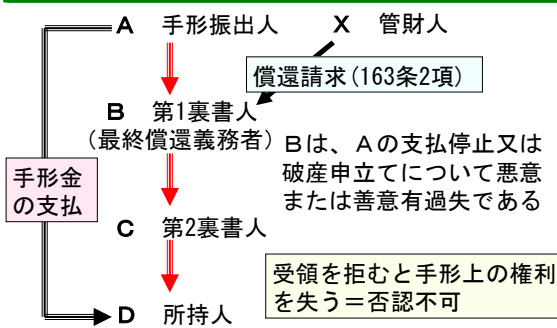 A 手形振出人 X 管財人
償還請求(163条2項)
B 第1裏書人
(最終償還義務者)
Bは、Aの支払停止又は
破産申立てについて悪意
または善意有過失である
手形金
の支払
C 第2裏書人
受領を拒むと手形上の権利
を失う=否認不可
D 所持人